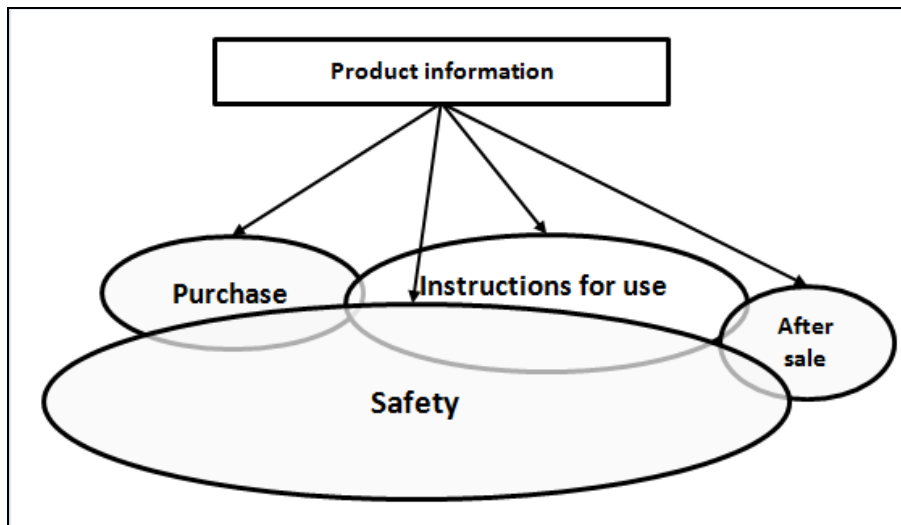 Product information
Purchase
Instructions for use
After
sale
Safety